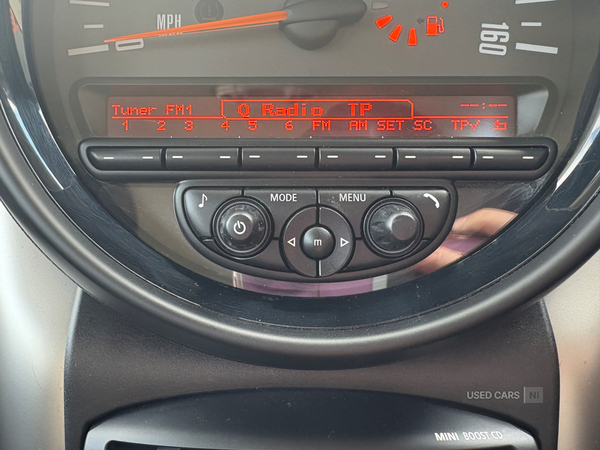 MPH
0
160
Tuner FM1 Q Radio TP --:--
1 2 3 4 5 6 FM AM SET SC TP√
MODE MENU
m
USED CARS NI
MINI BOOST CD